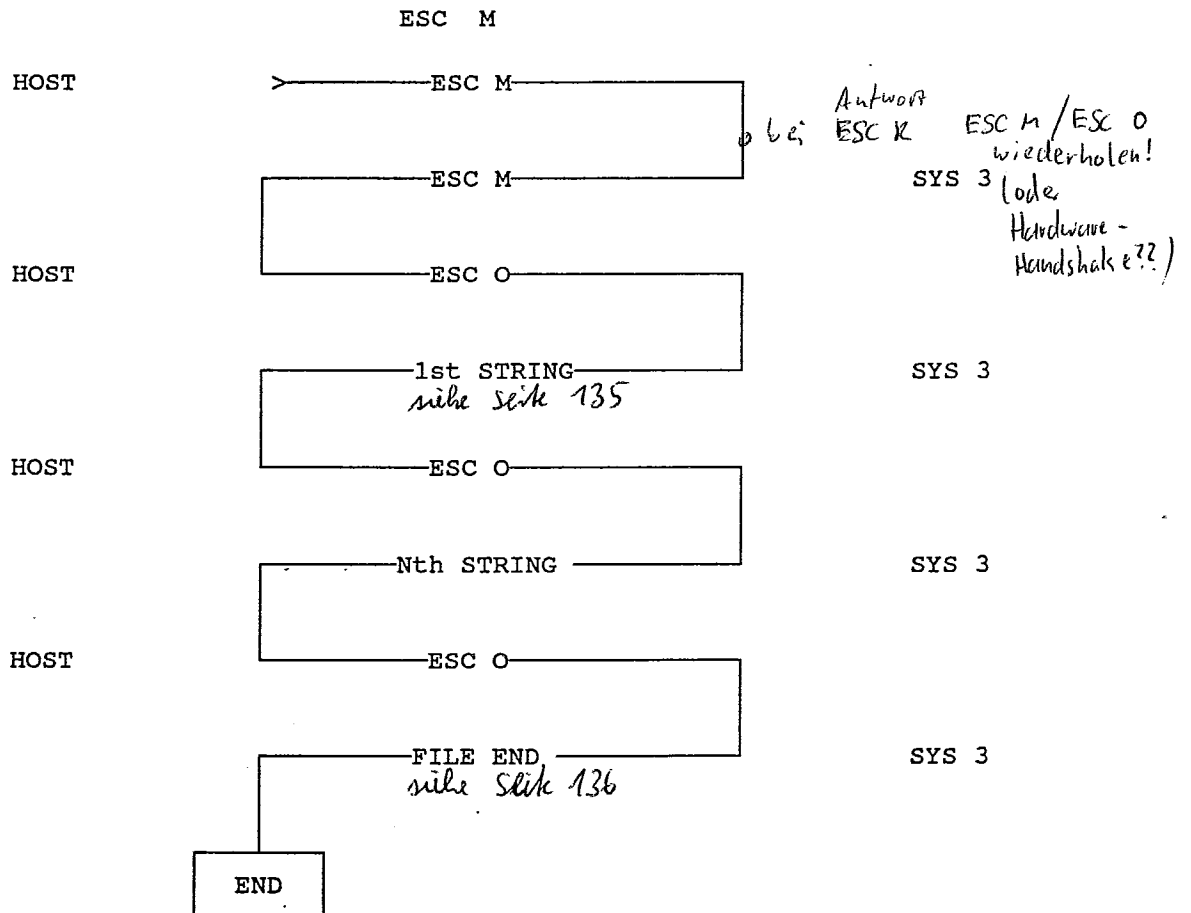 ESC M
HOST >ESC M
Antwort
bei ESC K ESC M / ESC O
wiederholen!
ESC M SYS 3
(oder
Hardware-
Handshake??)
HOST ESC O
1st STRING SYS 3
siehe Seite 135
HOST ESC O
Nth STRING SYS 3
HOST ESC O
FILE END SYS 3
siehe Seite 136
END